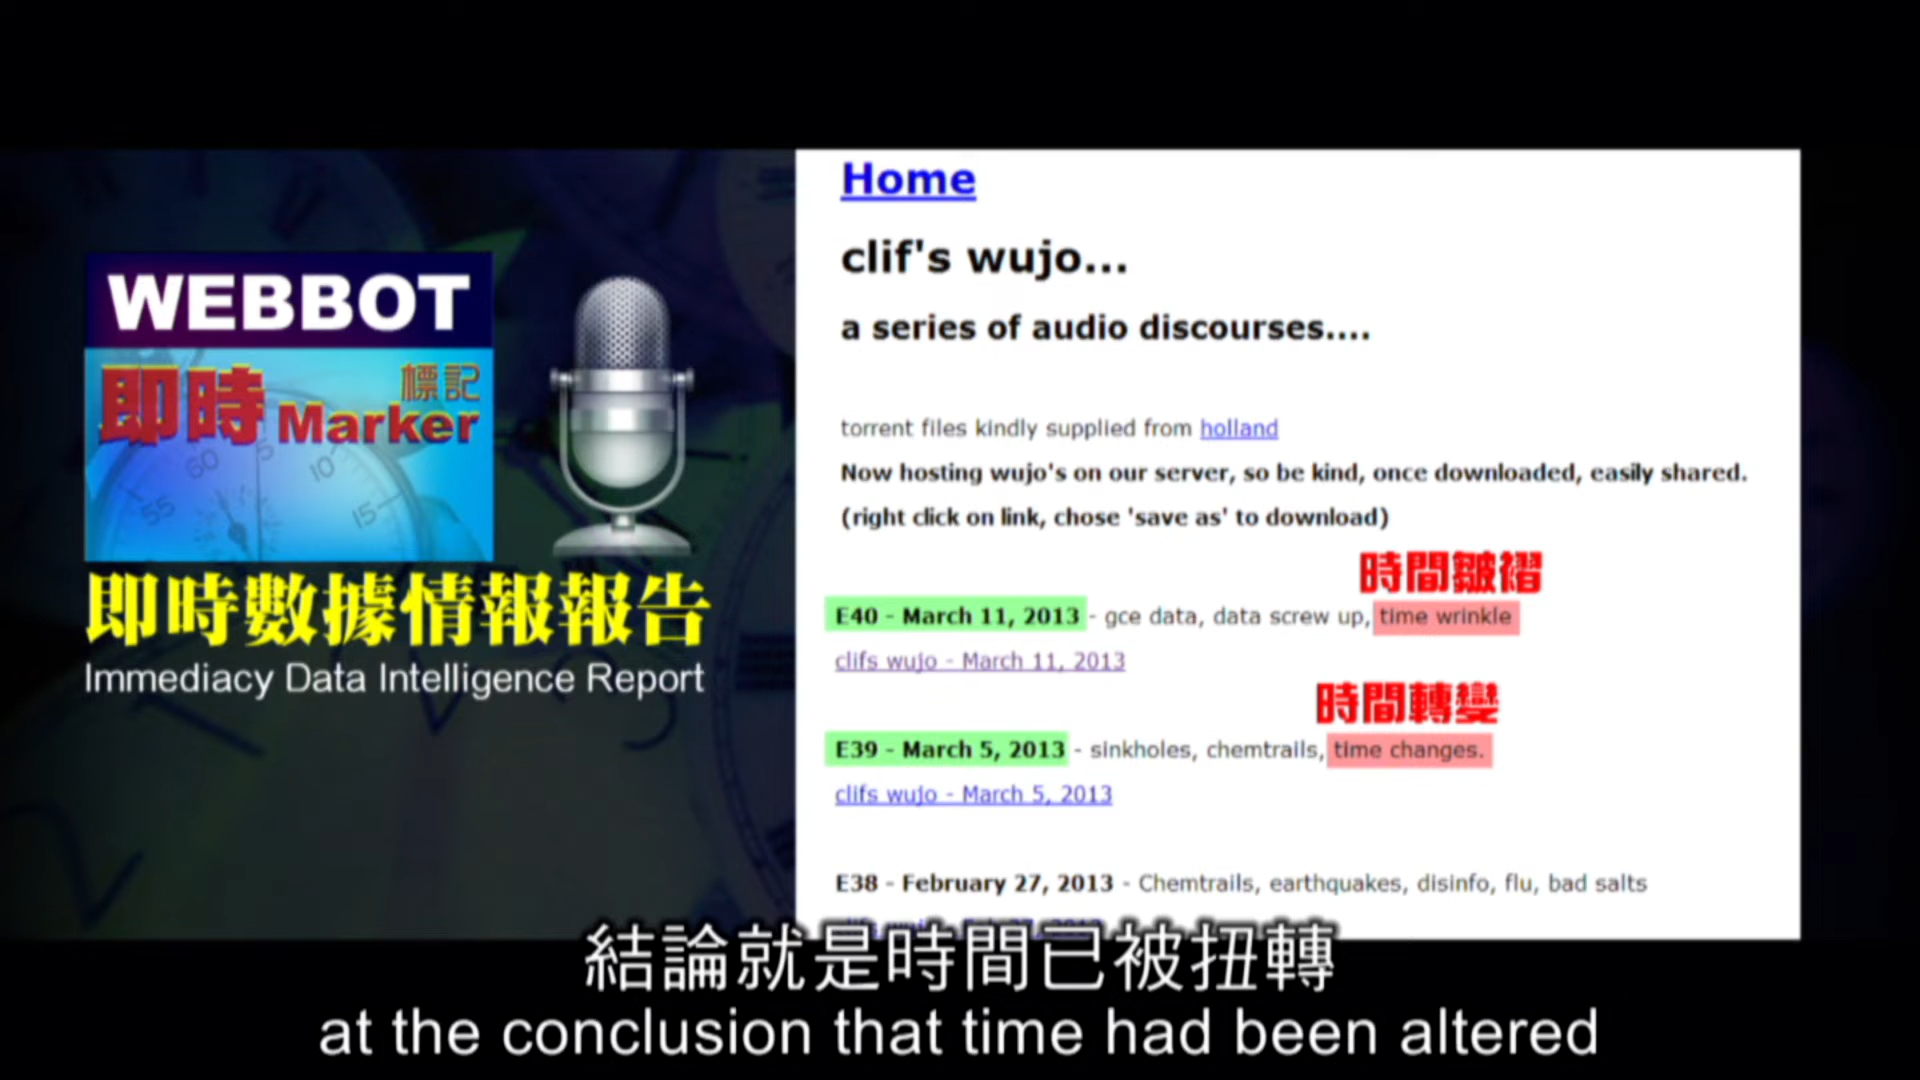 WEBBOT
即時 標記
Marker
60 5 10 15 55
即時數據情報報告
Immediacy Data Intelligence Report
Home
clif's wujo...
a series of audio discourses....
torrent files kindly supplied from holland
Now hosting wujo's on our server, so be kind, once downloaded, easily shared.
(right click on link, chose 'save as' to download)
時間皺褶
E40 - March 11, 2013 - gce data, data screw up, time wrinkle
clifs wujo - March 11, 2013
時間轉變
E39 - March 5, 2013 - sinkholes, chemtrails, time changes.
clifs wujo - March 5, 2013
E38 - February 27, 2013 - Chemtrails, earthquakes, disinfo, flu, bad salts
結論就是時間已被扭轉
at the conclusion that time had been altered